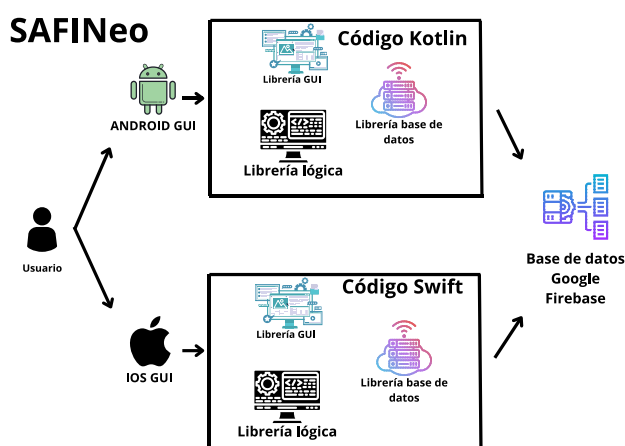 SAFINeo
Código Kotlin
Librería GUI
ANDROID GUI
Librería base de
datos
Librería lógica
Usuario
Base de datos
Google
Firebase
Código Swift
Librería GUI
IOS GUI
Librería base de
datos
Librería lógica